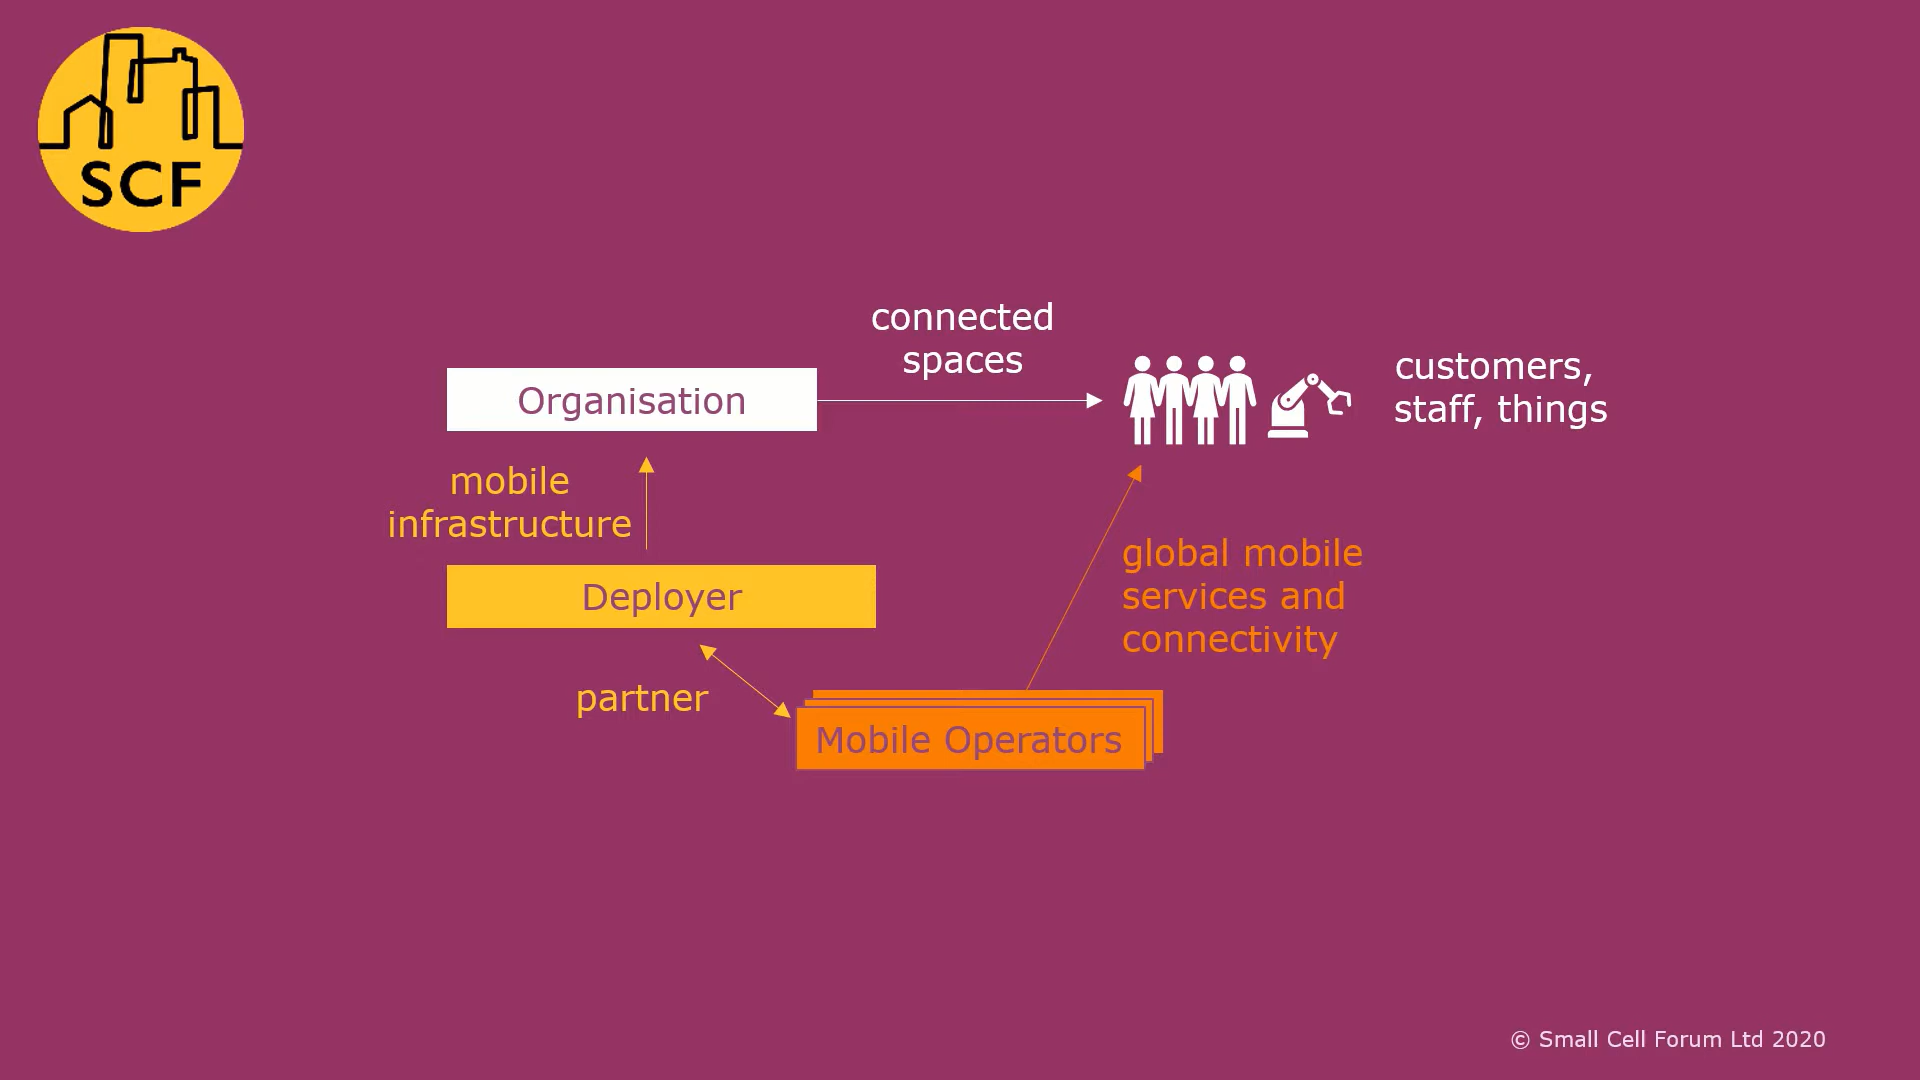 SCF
connected
spaces
Organisation
customers,
staff, things
mobile
infrastructure
Deployer
global mobile
services and
connectivity
partner
Mobile Operators
© Small Cell Forum Ltd 2020